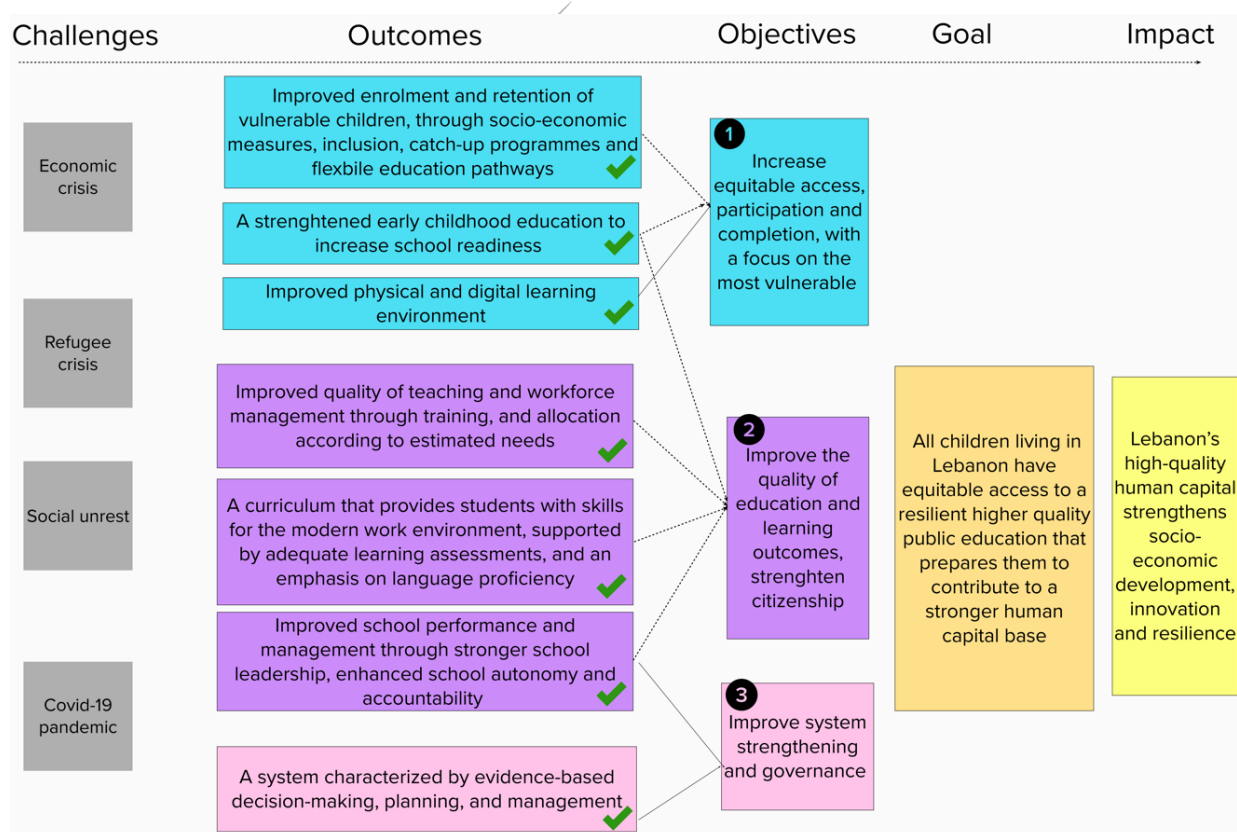 Challenges
Outcomes
Objectives
Goal
Impact
Economic
crisis
Refugee
crisis
Social unrest
Covid-19
pandemic
Improved enrolment and retention of
vulnerable children, through socio-economic
measures, inclusion, catch-up programmes and
flexbile education pathways
A strenghtened early childhood education to
increase school readiness
Improved physical and digital learning
environment
Improved quality of teaching and workforce
management through training, and allocation
according to estimated needs
A curriculum that provides students with skills
for the modern work environment, supported
by adequate learning assessments, and an
emphasis on language proficiency
Improved school performance and
management through stronger school
leadership, enhanced school autonomy and
accountability
A system characterized by evidence-based
decision-making, planning, and management
1
Increase
equitable access,
participation and
completion, with
a focus on the
most vulnerable
2
Improve the
quality of
education and
learning
outcomes,
strenghten
citizenship
3
Improve system
strengthening
and governance
All children living in
Lebanon have
equitable access to a
resilient higher quality
public education that
prepares them to
contribute to a
stronger human
capital base
Lebanon's
high-quality
human capital
strengthens
socio-
economic
development,
innovation
and resilience